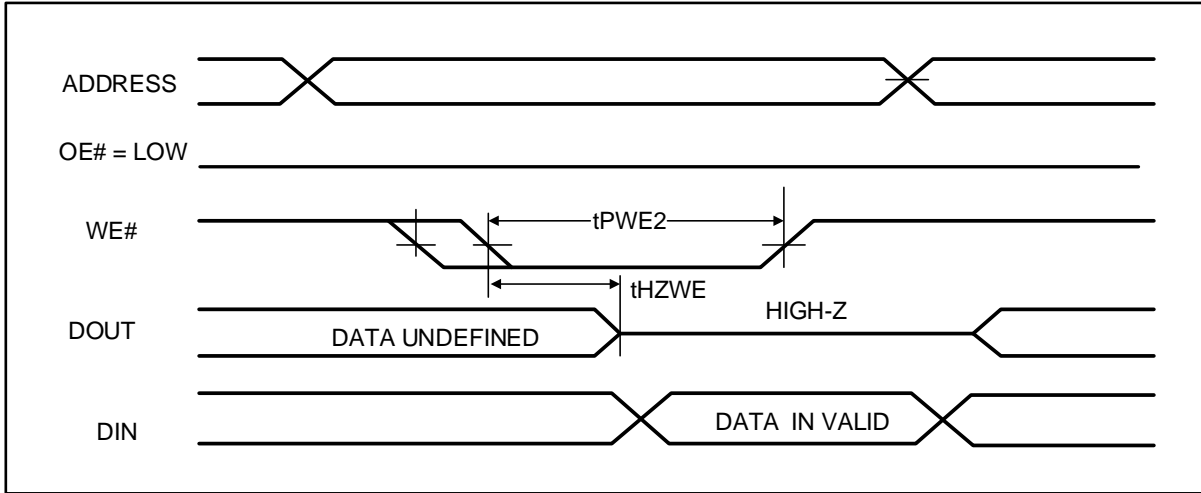 ADDRESS
OE# = LOW
WE#
tPWE2
tHZWE
DOUT
DATA UNDEFINED
HIGH-Z
DIN
DATA IN VALID